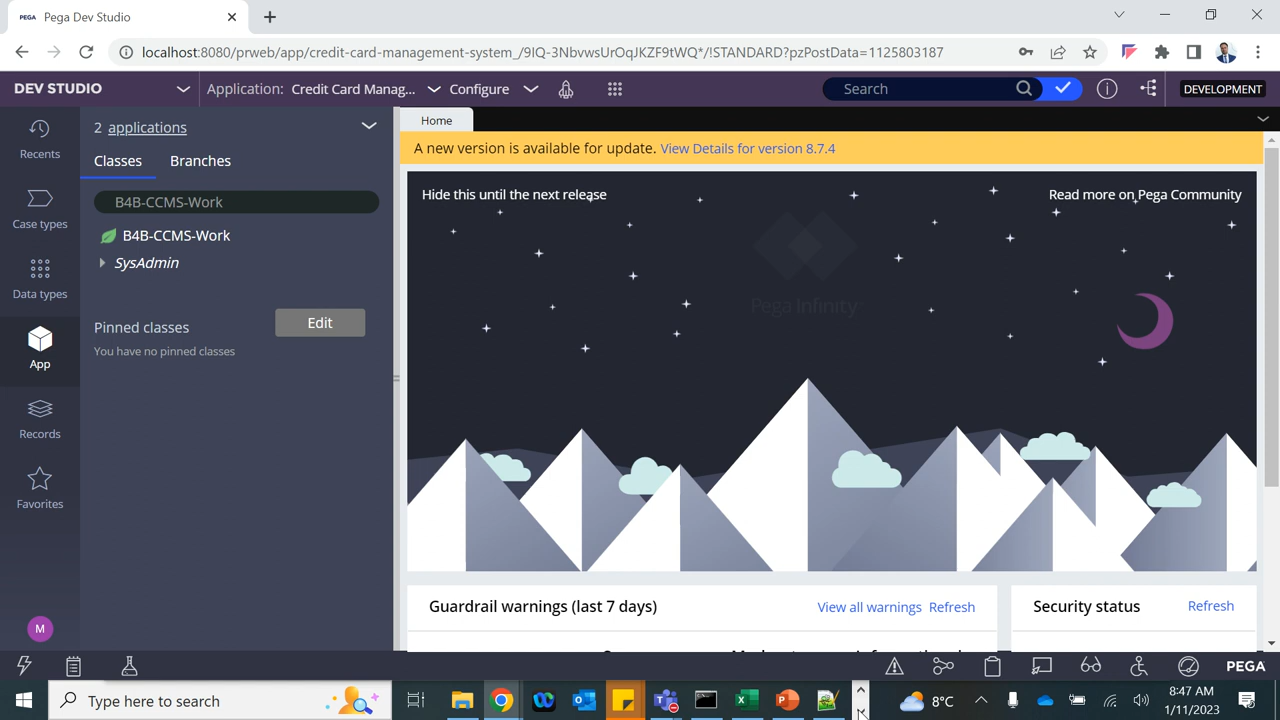 PEGA Pega Dev Studio
localhost:8080/prweb/app/credit-card-management-system_/9IQ-3NbvwsUrOqJKZF9tWQ*/!STANDARD?pzPostData=1125803187
DEV STUDIO Application: Credit Card Manag... Configure Search DEVELOPMENT
Recents
Case types
Data types
App
Records
Favorites
M
2 applications
Classes Branches
B4B-CCMS-Work
B4B-CCMS-Work
SysAdmin
Pinned classes Edit
You have no pinned classes
Home
A new version is available for update. View Details for version 8.7.4
Hide this until the next release Read more on Pega Community
Pega Infinity
Guardrail warnings (last 7 days) View all warnings Refresh
Security status Refresh
PEGA
Type here to search 8°C 8:47 AM
1/11/2023